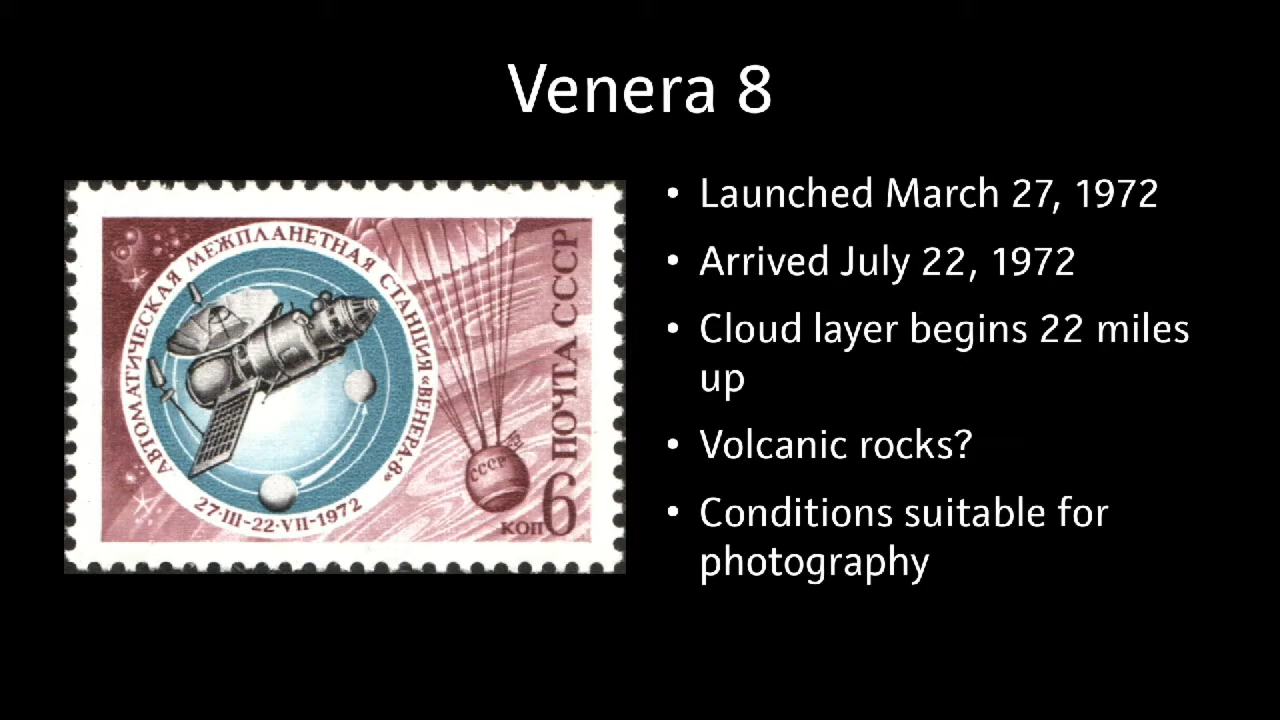 Venera 8
АВТОМАТИЧЕСКАЯ МЕЖПЛАНЕТНАЯ СТАНЦИЯ «ВЕНЕРА-8»
27·III–22·VII–1972
СССР
ПОЧТА СССР
6
КОП
• Launched March 27, 1972
• Arrived July 22, 1972
• Cloud layer begins 22 miles
up
• Volcanic rocks?
• Conditions suitable for
photography